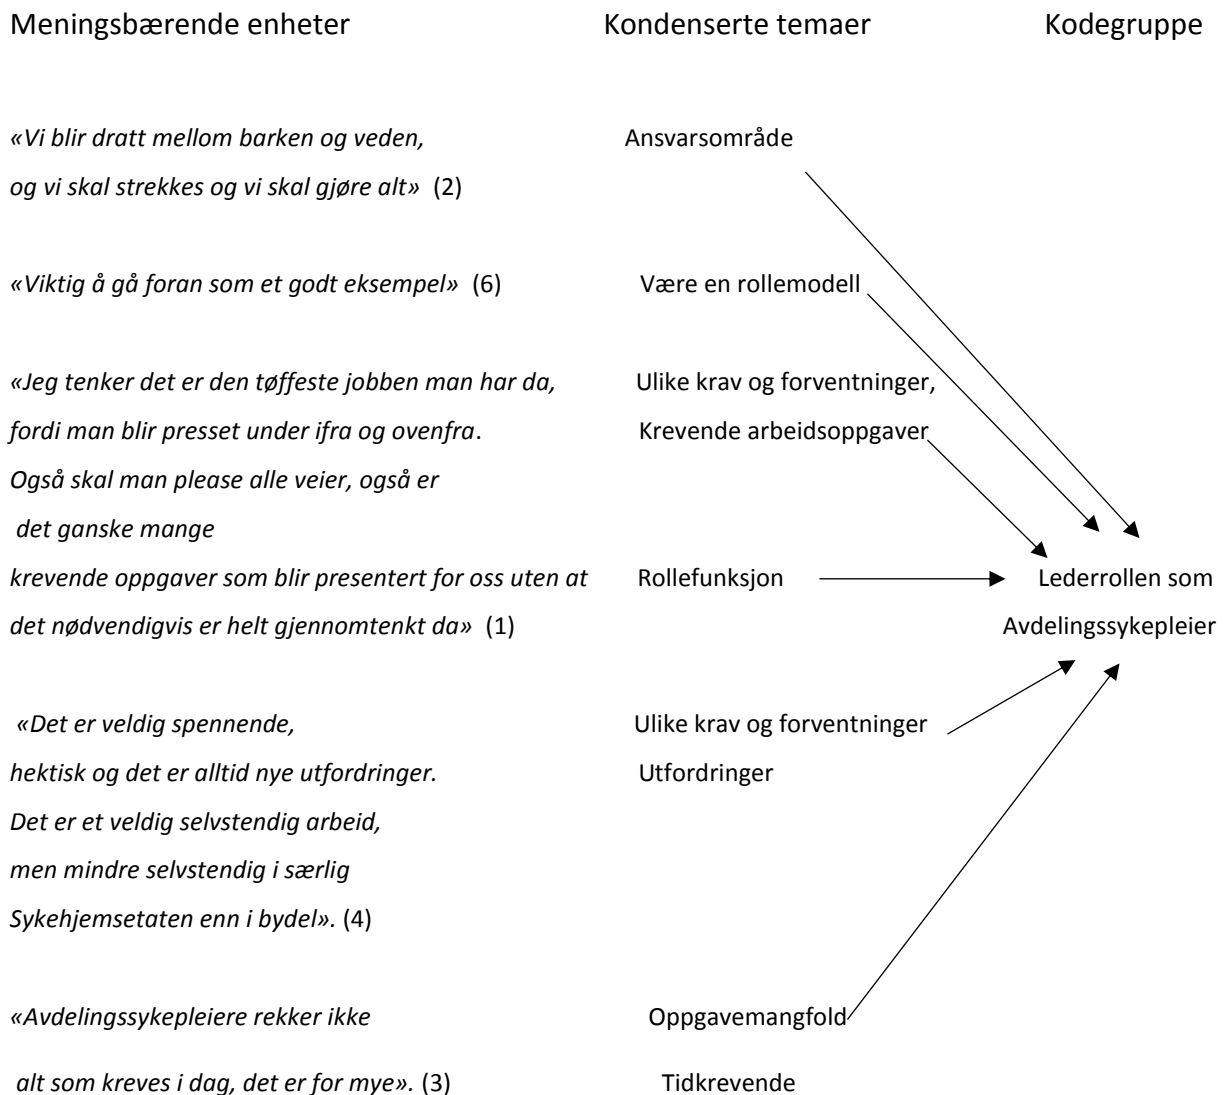 Meningsbærende enheter Kondenserte temaer Kodegruppe
«Vi blir dratt mellom barken og veden, Ansvarsområde
og vi skal strekkes og vi skal gjøre alt» (2)
«Viktig å gå foran som et godt eksempel» (6) Være en rollemodell
«Jeg tenker det er den tøffeste jobben man har da, Ulike krav og forventninger,
fordi man blir presset under ifra og ovenfra. Krevende arbeidsoppgaver
Også skal man please alle veier, også er
det ganske mange
krevende oppgaver som blir presentert for oss uten at Rollefunksjon Lederrollen som
det nødvendigvis er helt gjennomtenkt da» (1) Avdelingssykepleier
«Det er veldig spennende, Ulike krav og forventninger
hektisk og det er alltid nye utfordringer. Utfordringer
Det er et veldig selvstendig arbeid,
men mindre selvstendig i særlig
Sykehjemsetaten enn i bydel». (4)
«Avdelingssykepleiere rekker ikke Oppgavemangfold
alt som kreves i dag, det er for mye». (3) Tidkrevende